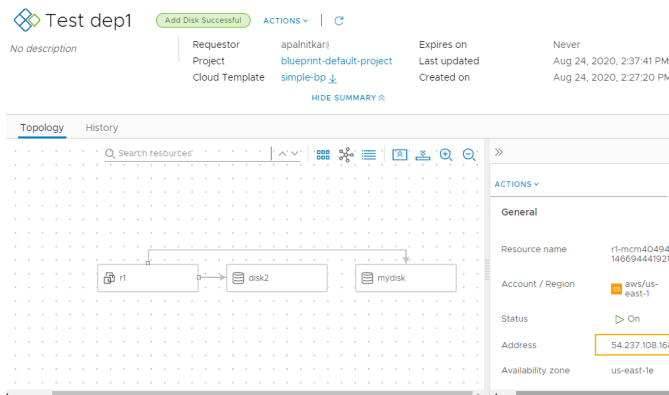 Test dep1
Add Disk Successful
ACTIONS
No description
Requestor apalnitkar
Expires on Never
Project blueprint-default-project
Last updated Aug 24, 2020, 2:37:41 PM
Cloud Template simple-bp
Created on Aug 24, 2020, 2:27:20 PM
HIDE SUMMARY
Topology History
Search resources
ACTIONS
General
Resource name r1-mcm40494
146694441921
r1
disk2
mydisk
Account / Region aws/us-
east-1
Status On
Address 54.237.108.168
Availability zone us-east-1e